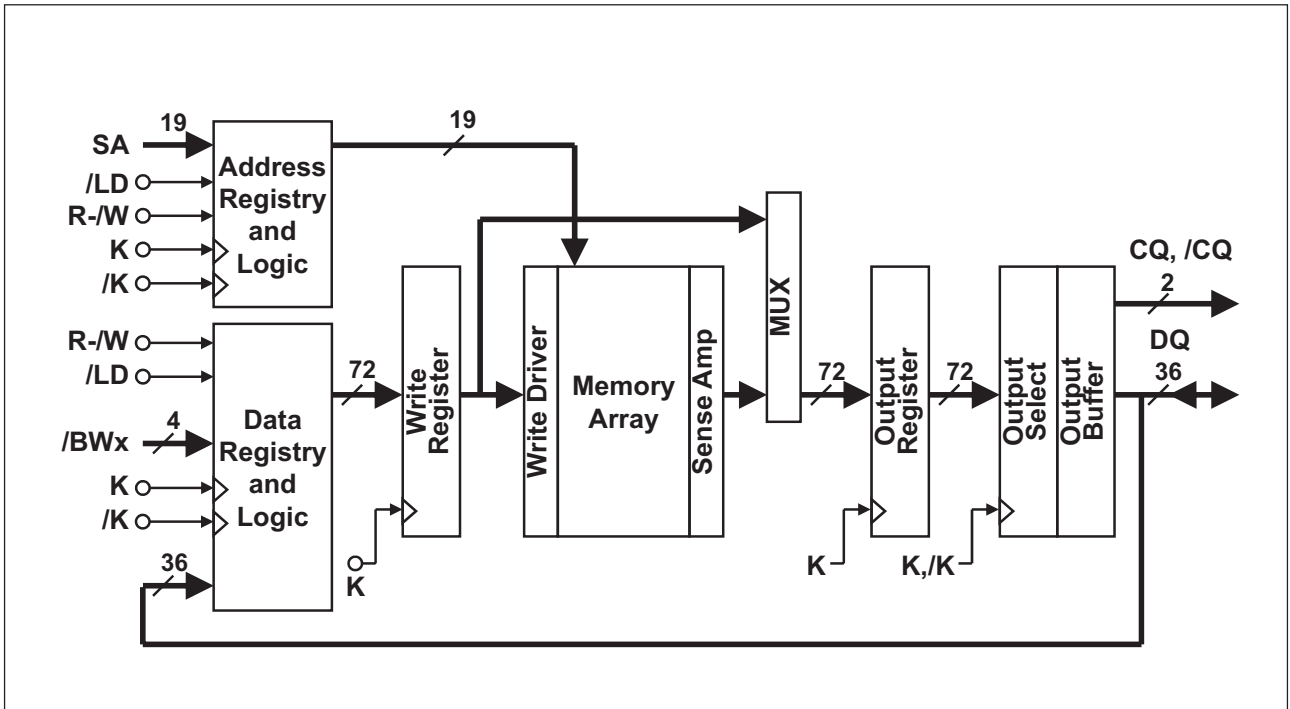 19
SA
/LD
R-/W
K
/K
Address
Registry
and
Logic
19
R-/W
/LD
/BWx
4
K
/K
36
Data
Registry
and
Logic
72
Write
Register
K
Write Driver
Memory
Array
Sense Amp
MUX
72
Output
Register
K
72
Output
Select
K,/K
Output
Buffer
CQ, /CQ
2
DQ
36